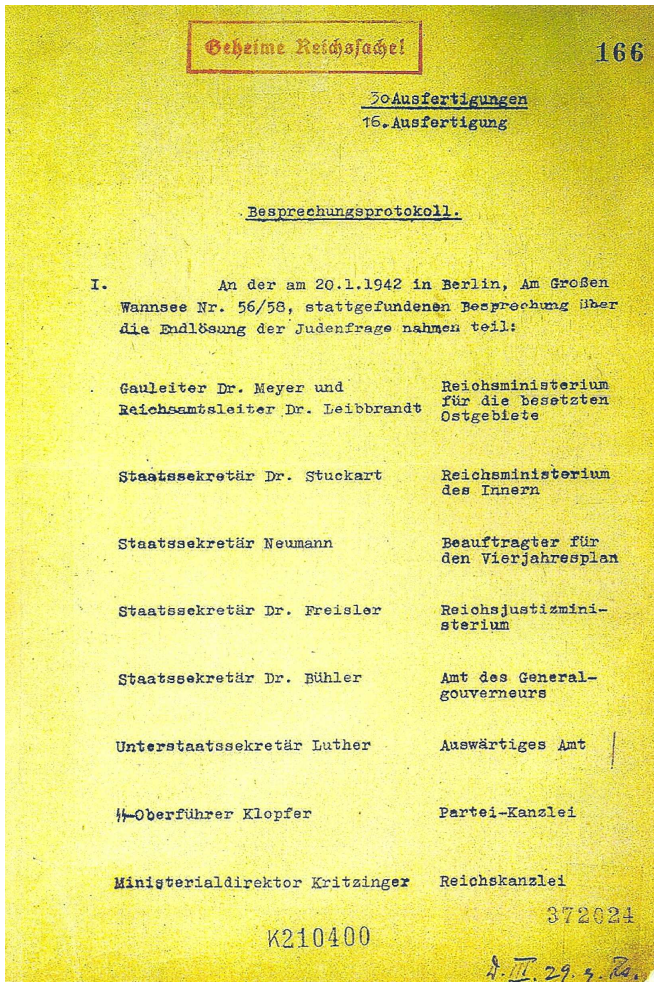 Geheime Reichssache!
166
30 Ausfertigungen
16. Ausfertigung
Besprechungsprotokoll.
I. An der am 20.1.1942 in Berlin, Am Großen
Wannsee Nr. 56/58, stattgefundenen Besprechung über
die Endlösung der Judenfrage nahmen teil:
Gauleiter Dr. Meyer und
Reichsamtsleiter Dr. Leibbrandt
Reichsministerium
für die besetzten
Ostgebiete
Staatssekretär Dr. Stuckart
Reichsministerium
des Innern
Staatssekretär Neumann
Beauftragter für
den Vierjahresplan
Staatssekretär Dr. Freisler
Reichsjustizmini-
sterium
Staatssekretär Dr. Bühler
Amt des General-
gouverneurs
Unterstaatssekretär Luther
Auswärtiges Amt
SS-Oberführer Klopfer
Partei-Kanzlei
Ministerialdirektor Kritzinger
Reichskanzlei
372024
K210400
D. III. 29. g. Rs.